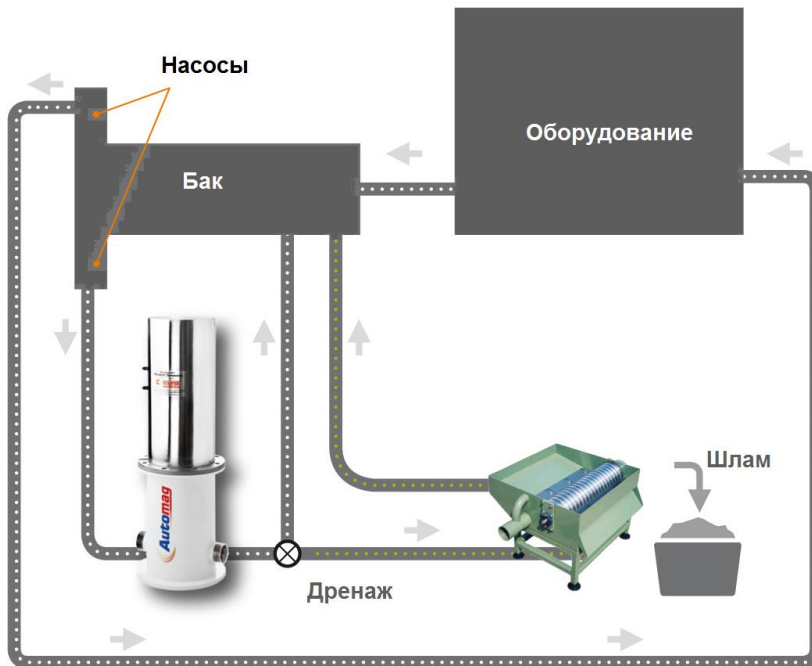 Насосы
Оборудование
Бак
Automag
Шлам
Дренаж